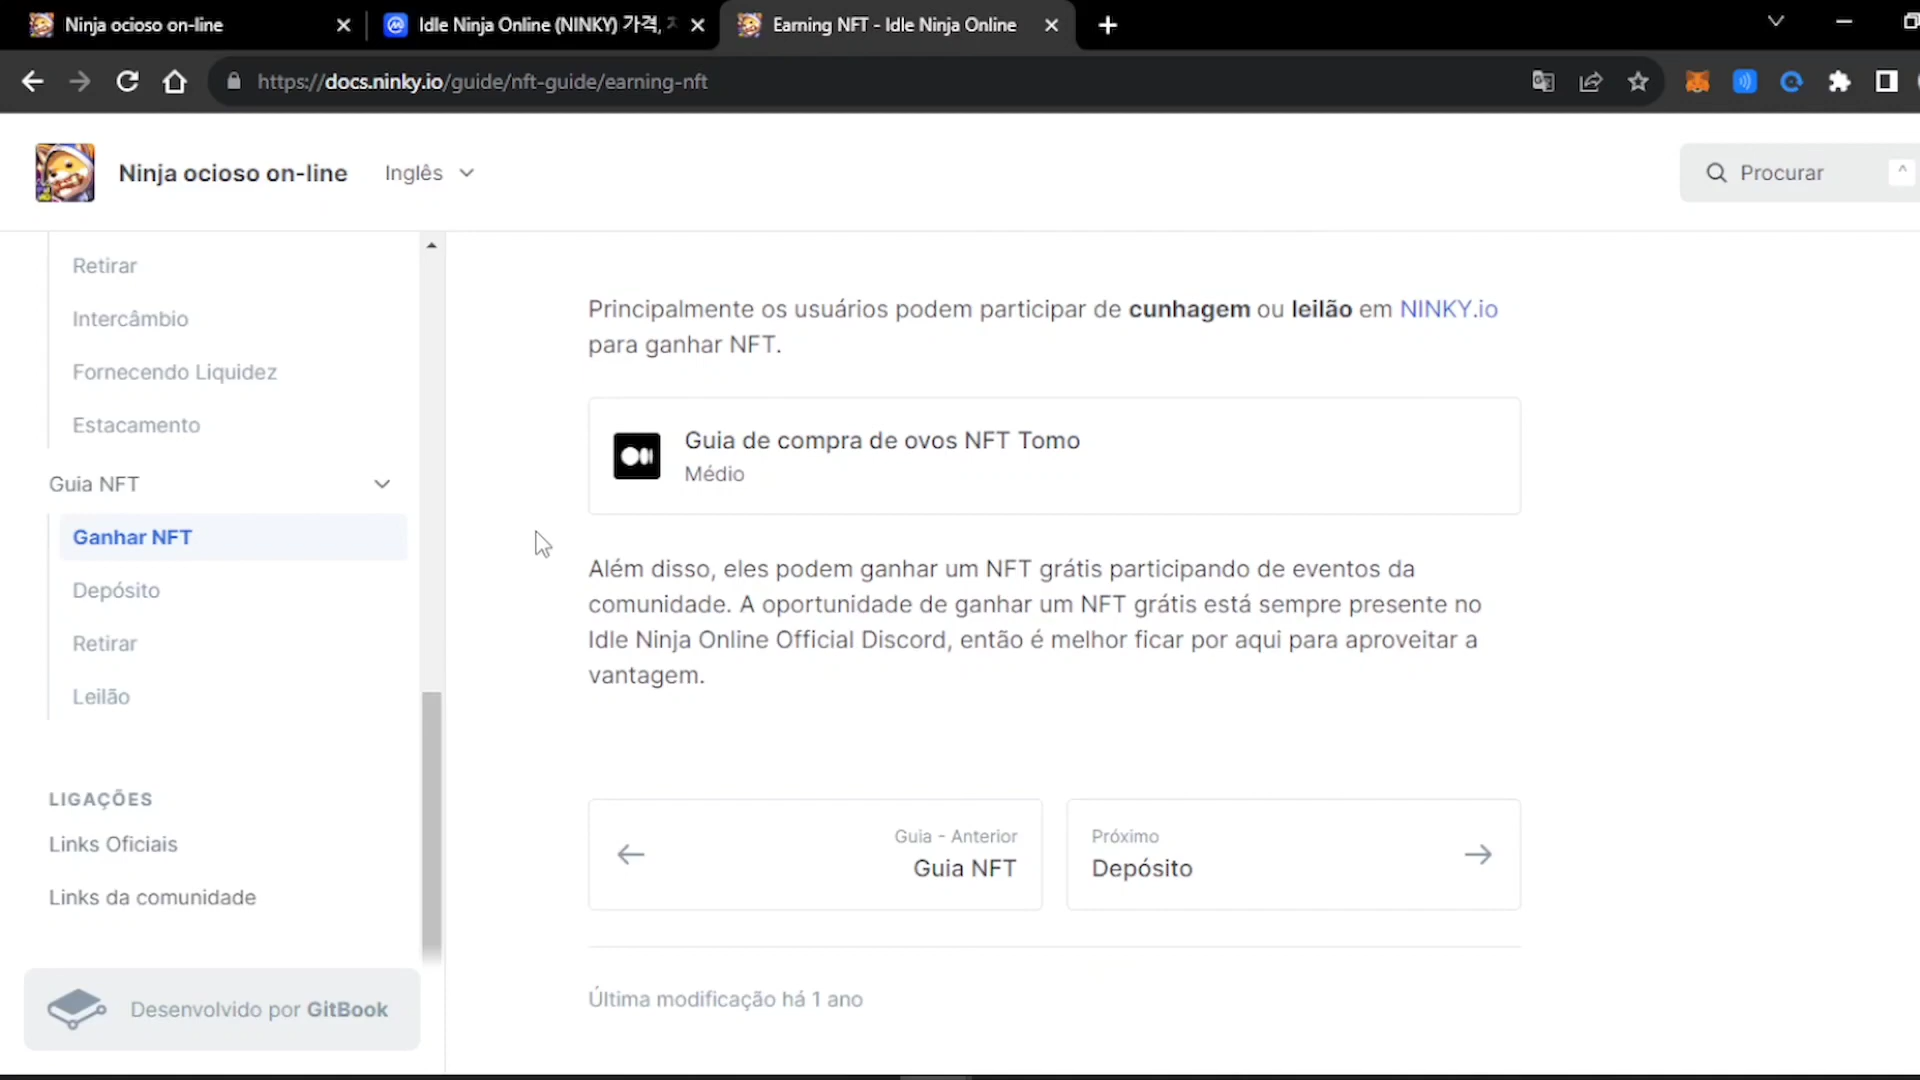 Ninja ocioso on-line
Idle Ninja Online (NINKY) 가격,
Earning NFT - Idle Ninja Online
https://docs.ninky.io/guide/nft-guide/earning-nft
Ninja ocioso on-line
Inglês
Procurar
Retirar
Intercâmbio
Fornecendo Liquidez
Estacamento
Guia NFT
Ganhar NFT
Depósito
Retirar
Leilão
LIGAÇÕES
Links Oficiais
Links da comunidade
Desenvolvido por GitBook
Principalmente os usuários podem participar de cunhagem ou leilão em NINKY.io
para ganhar NFT.
Guia de compra de ovos NFT Tomo
Médio
Além disso, eles podem ganhar um NFT grátis participando de eventos da
comunidade. A oportunidade de ganhar um NFT grátis está sempre presente no
Idle Ninja Online Official Discord, então é melhor ficar por aqui para aproveitar a
vantagem.
Guia - Anterior
Guia NFT
Próximo
Depósito
Última modificação há 1 ano